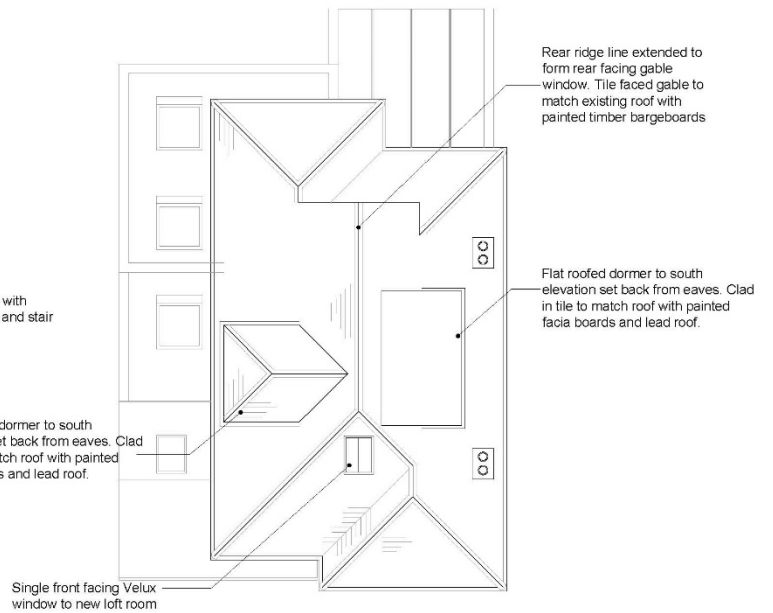 Rear ridge line extended to
form rear facing gable
window. Tile faced gable to
match existing roof with
painted timber bargeboards
Flat roofed dormer to south
elevation set back from eaves. Clad
in tile to match roof with painted
facia boards and lead roof.
with
and stair
dormer to south
back from eaves. Clad
roof with painted
and lead roof.
Single front facing Velux
window to new loft room